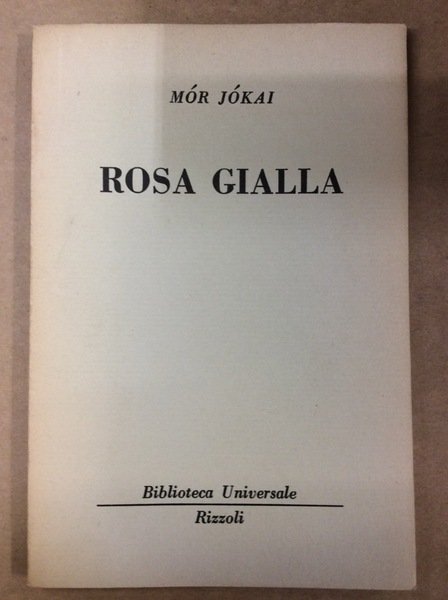 MÓR JÓKAI
ROSA GIALLA
Biblioteca Universale
Rizzoli